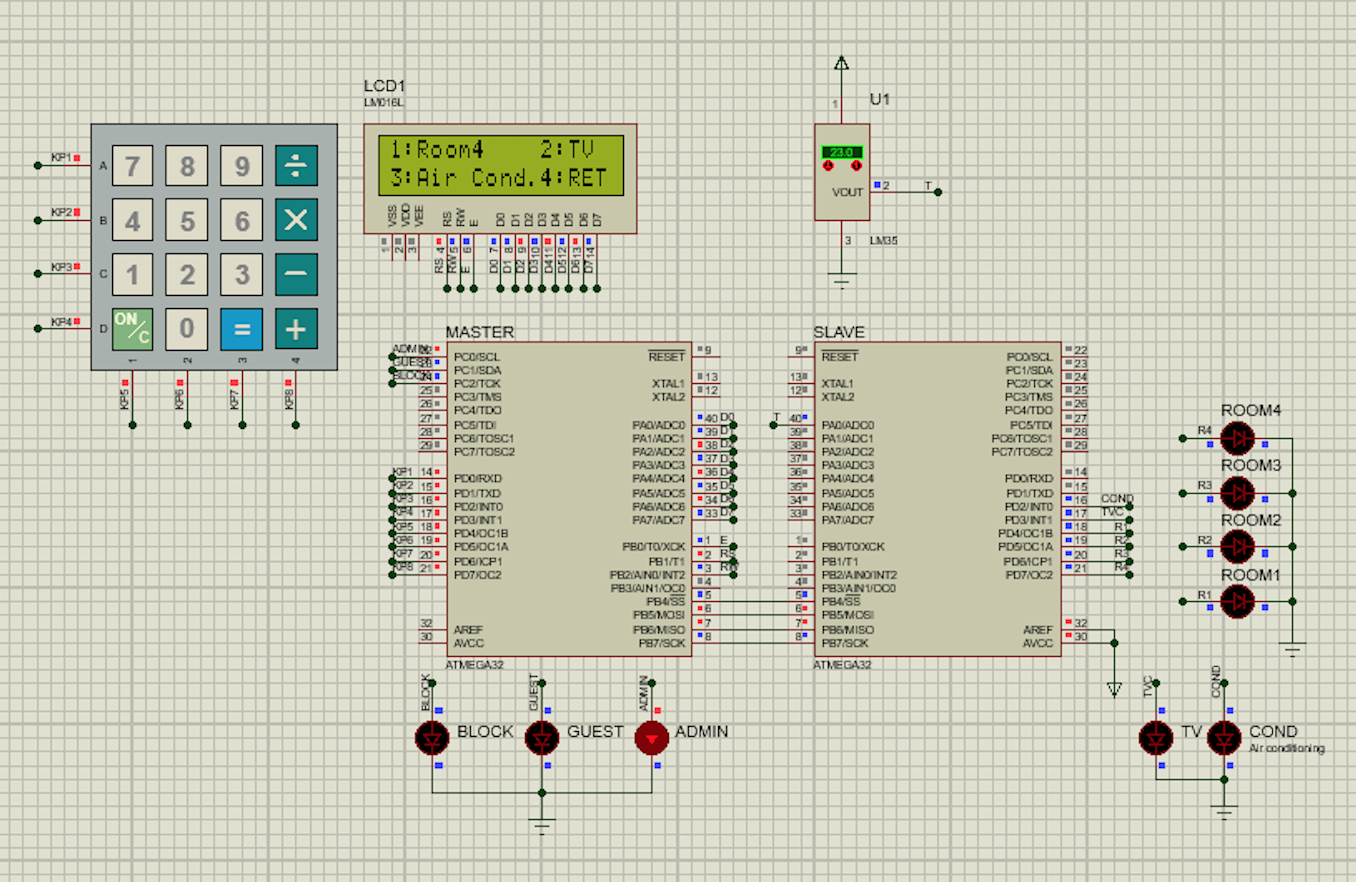 LCD1
LM016L
1:Room4 2:TV
3:Air Cond.4:RET
VSS VDD VEE RS RW E D0 D1 D2 D3 D4 D5 D6 D7
1 2 3 4 5 6 7 8 9 10 11 12 13 14
RS RW E D0 D1 D2 D3 D4 D5 D6 D7
KP1 A 7 8 9 ÷
KP2 B 4 5 6 ×
KP3 C 1 2 3 −
KP4 D ON/C 0 = +
1 2 3 4
KP5 KP6 KP7 KP8
U1
1
23.0
VOUT 2 T
3 LM35
MASTER
ADMIN 22 PC0/SCL RESET 9
GUEST 23 PC1/SDA
BLOCK 24 PC2/TCK XTAL1 13
25 PC3/TMS XTAL2 12
26 PC4/TDO
27 PC5/TDI PA0/ADC0 40 D0
28 PC6/TOSC1 PA1/ADC1 39 D1
29 PC7/TOSC2 PA2/ADC2 38
PA3/ADC3 37
KP1 14 PD0/RXD PA4/ADC4 36
KP2 15 PD1/TXD PA5/ADC5 35
KP3 16 PD2/INT0 PA6/ADC6 34
KP4 17 PD3/INT1 PA7/ADC7 33
KP5 18 PD4/OC1B
KP6 19 PD5/OC1A PB0/T0/XCK 1 E
KP7 20 PD6/ICP1 PB1/T1 2 RS
KP8 21 PD7/OC2 PB2/AIN0/INT2 3 RW
PB3/AIN1/OC0 4
PB4/SS 5
PB5/MOSI 6
32 AREF PB6/MISO 7
30 AVCC PB7/SCK 8
ATMEGA32
SLAVE
9 RESET PC0/SCL 22
PC1/SDA 23
13 XTAL1 PC2/TCK 24
12 XTAL2 PC3/TMS 25
PC4/TDO 26
T 40 PA0/ADC0 PC5/TDI 27
39 PA1/ADC1 PC6/TOSC1 28
38 PA2/ADC2 PC7/TOSC2 29
37 PA3/ADC3
36 PA4/ADC4 PD0/RXD 14
35 PA5/ADC5 PD1/TXD 15
34 PA6/ADC6 PD2/INT0 16 COND
33 PA7/ADC7 PD3/INT1 17 TVC
PD4/OC1B 18 R1
1 PB0/T0/XCK PD5/OC1A 19 R2
2 PB1/T1 PD6/ICP1 20 R3
3 PB2/AIN0/INT2 PD7/OC2 21 R4
4 PB3/AIN1/OC0
5 PB4/SS
6 PB5/MOSI
7 PB6/MISO AREF 32
8 PB7/SCK AVCC 30
ATMEGA32
ROOM4
R4
ROOM3
R3
ROOM2
R2
ROOM1
R1
BLOCK GUEST ADMIN
BLOCK GUEST ADMIN
TVC COND
TV COND
Air conditioning